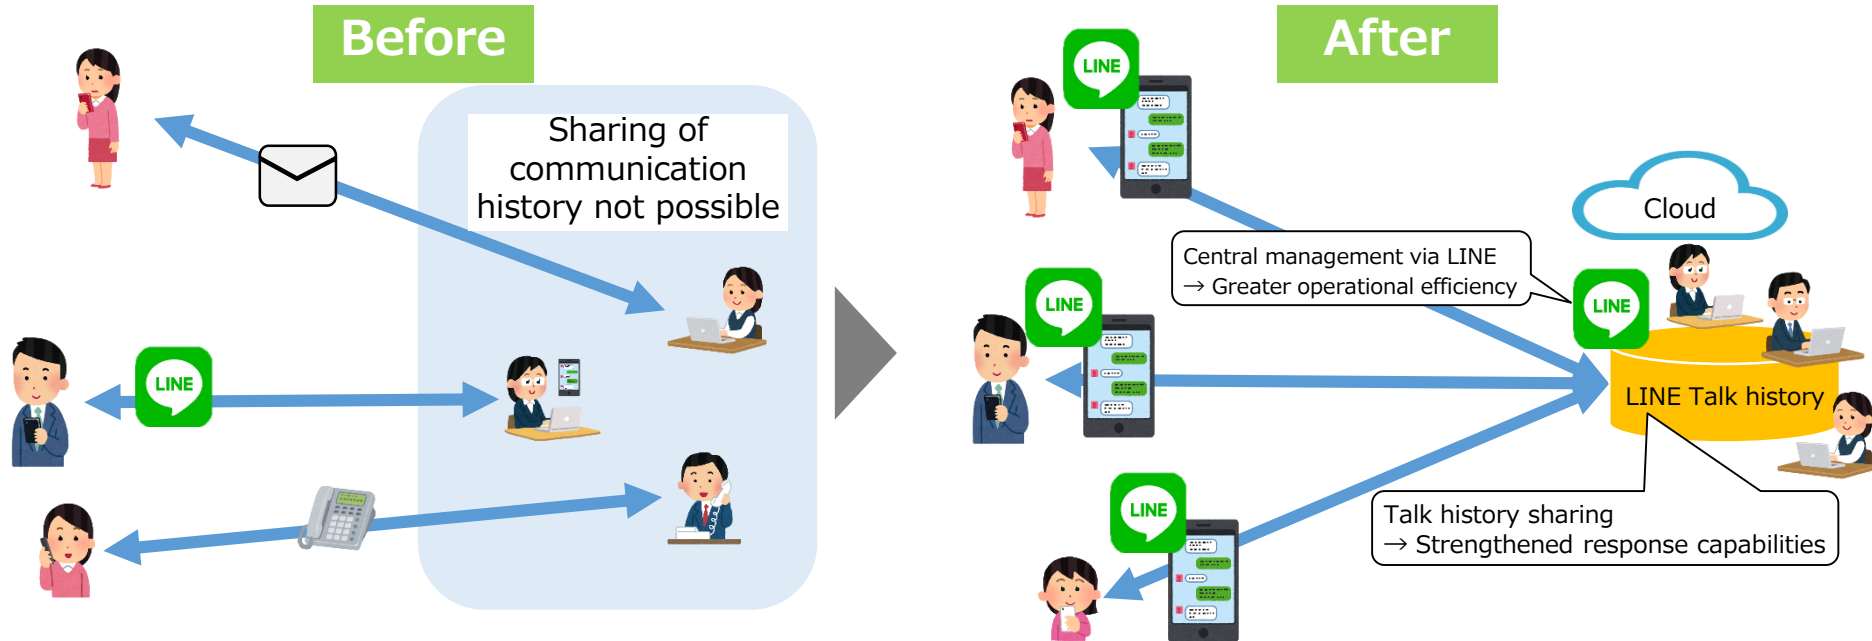 Before
After
Sharing of
communication
history not possible
LINE
LINE
LINE
LINE
LINE
Cloud
Central management via LINE
→ Greater operational efficiency
LINE Talk history
Talk history sharing
→ Strengthened response capabilities